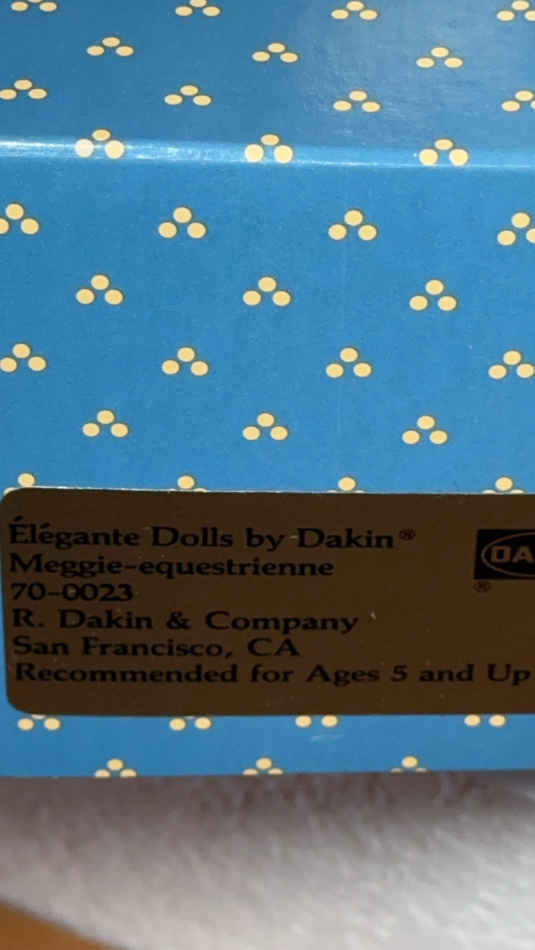 Élégante Dolls by Dakin®
Meggie-equestrienne
70-0023
R. Dakin & Company
San Francisco, CA
Recommended for Ages 5 and Up
DA
®